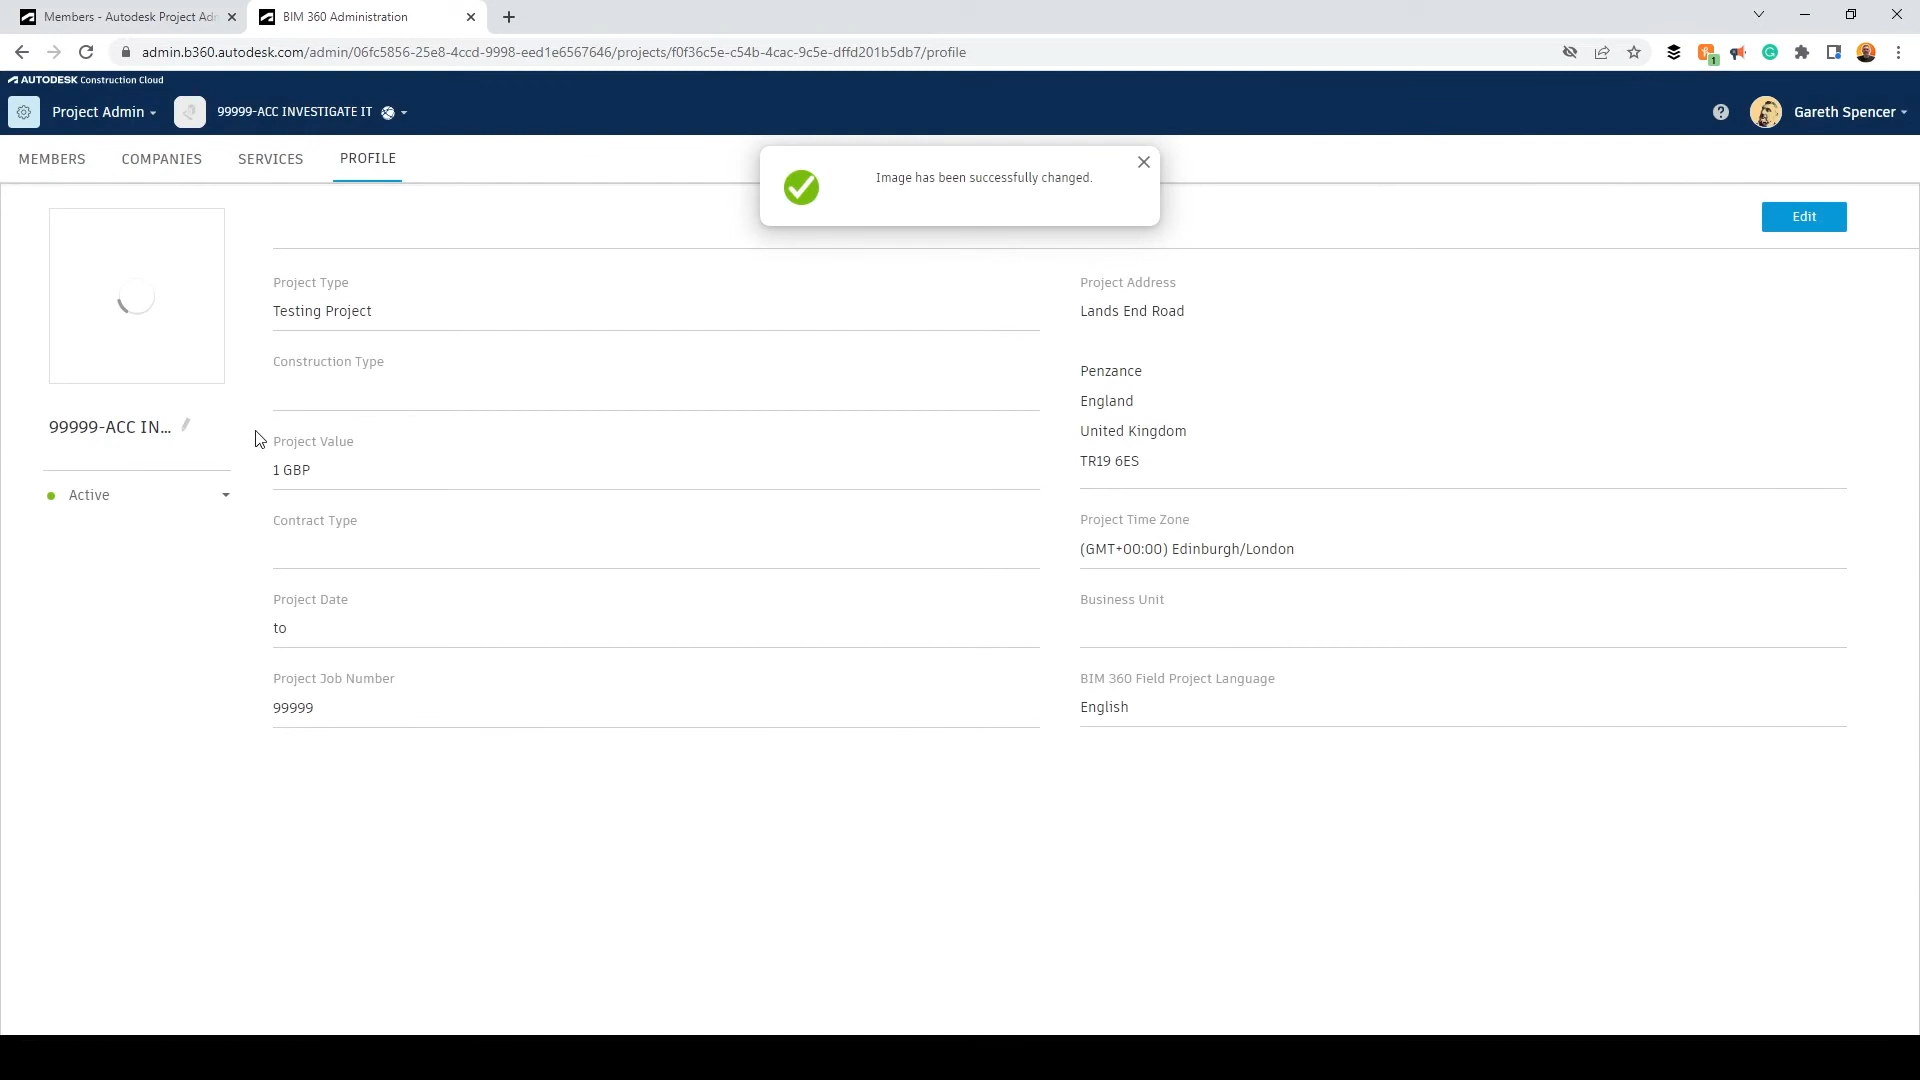 Members - Autodesk Project Adm
BIM 360 Administration
admin.b360.autodesk.com/admin/06fc5856-25e8-4ccd-9998-eed1e6567646/projects/f0f36c5e-c54b-4cac-9c5e-dffd201b5db7/profile
1
AUTODESK Construction Cloud
Project Admin
99999-ACC INVESTIGATE IT
Gareth Spencer
MEMBERS
COMPANIES
SERVICES
PROFILE
Image has been successfully changed.
Edit
99999-ACC IN...
Active
Project Type
Testing Project
Construction Type
Project Value
1 GBP
Contract Type
Project Date
to
Project Job Number
99999
Project Address
Lands End Road
Penzance
England
United Kingdom
TR19 6ES
Project Time Zone
(GMT+00:00) Edinburgh/London
Business Unit
BIM 360 Field Project Language
English